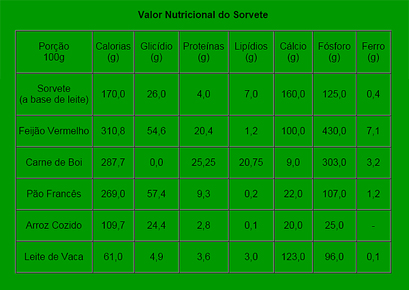 Valor Nutricional do Sorvete
Porção 100g Calorias (g) Glicídio (g) Proteínas (g) Lipídios (g) Cálcio (g) Fósforo (g) Ferro (g)
Sorvete (a base de leite) 170,0 26,0 4,0 7,0 160,0 125,0 0,4
Feijão Vermelho 310,8 54,6 20,4 1,2 100,0 430,0 7,1
Carne de Boi 287,7 0,0 25,25 20,75 9,0 303,0 3,2
Pão Francês 269,0 57,4 9,3 0,2 22,0 107,0 1,2
Arroz Cozido 109,7 24,4 2,8 0,1 20,0 25,0 -
Leite de Vaca 61,0 4,9 3,6 3,0 123,0 96,0 0,1